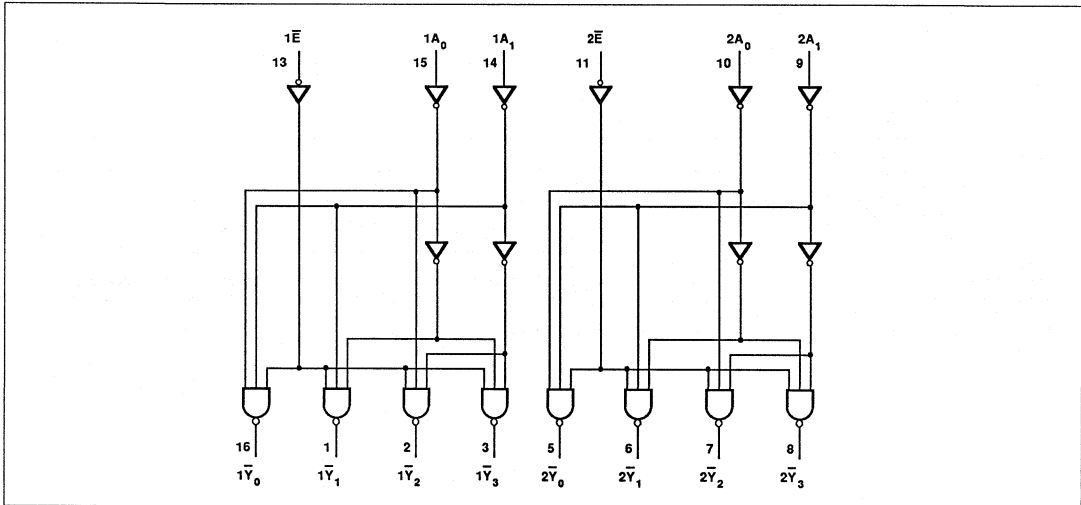 1E̅ 1A₀ 1A₁ 2E̅ 2A₀ 2A₁
13 15 14 11 10 9
16 1 2 3 5 6 7 8
1Y̅₀ 1Y̅₁ 1Y̅₂ 1Y̅₃ 2Y̅₀ 2Y̅₁ 2Y̅₂ 2Y̅₃